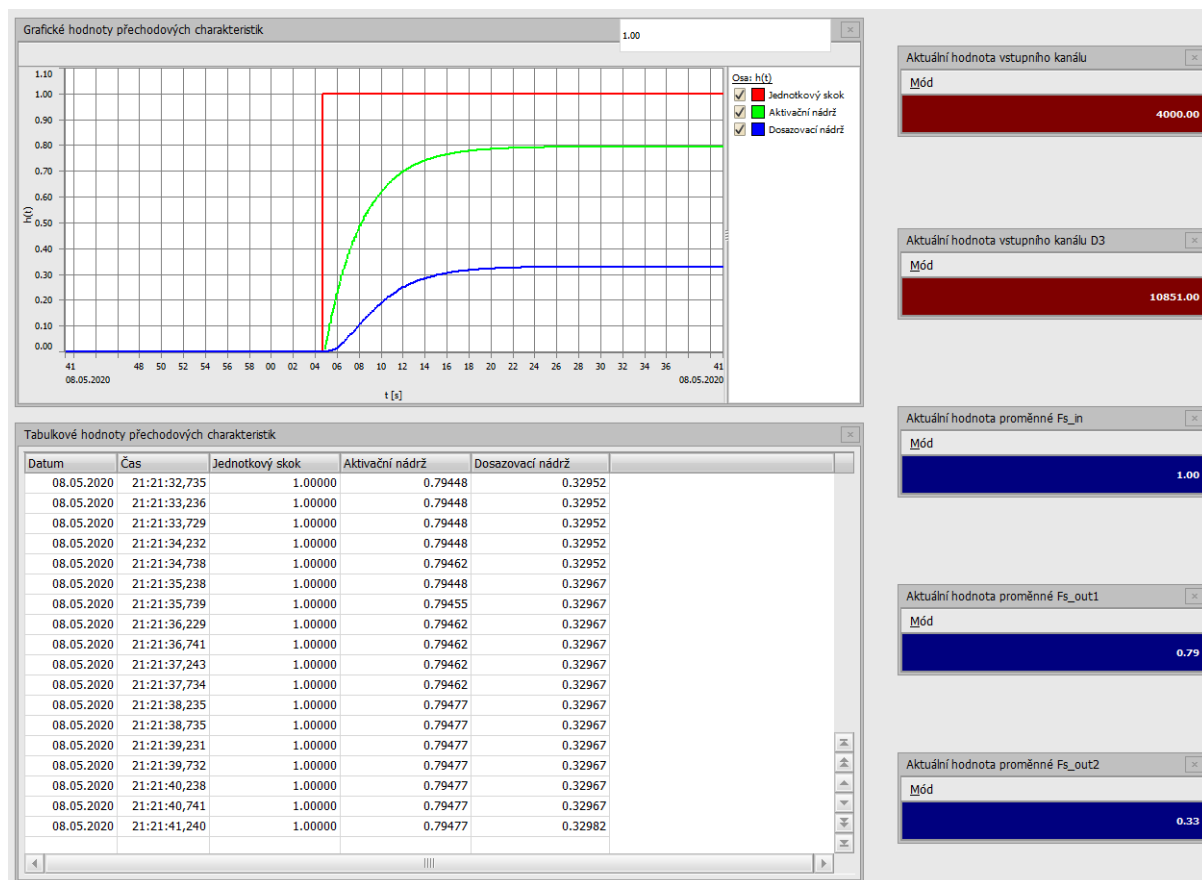 Grafické hodnoty přechodových charakteristik
1.00
1.10
1.00
0.90
0.80
0.70
0.60
0.50
0.40
0.30
0.20
0.10
0.00
h(t)
41 48 50 52 54 56 58 00 02 04 06 08 10 12 14 16 18 20 22 24 26 28 30 32 34 36 41
08.05.2020 08.05.2020
t [s]
Osa: h(t)
Jednotkový skok
Aktivační nádrž
Dosazovací nádrž
Tabulkové hodnoty přechodových charakteristik
Datum Čas Jednotkový skok Aktivační nádrž Dosazovací nádrž
08.05.2020 21:21:32,735 1.00000 0.79448 0.32952
08.05.2020 21:21:33,236 1.00000 0.79448 0.32952
08.05.2020 21:21:33,729 1.00000 0.79448 0.32952
08.05.2020 21:21:34,232 1.00000 0.79448 0.32952
08.05.2020 21:21:34,738 1.00000 0.79462 0.32952
08.05.2020 21:21:35,238 1.00000 0.79448 0.32967
08.05.2020 21:21:35,739 1.00000 0.79455 0.32967
08.05.2020 21:21:36,229 1.00000 0.79462 0.32967
08.05.2020 21:21:36,741 1.00000 0.79462 0.32967
08.05.2020 21:21:37,243 1.00000 0.79462 0.32967
08.05.2020 21:21:37,734 1.00000 0.79462 0.32967
08.05.2020 21:21:38,235 1.00000 0.79477 0.32967
08.05.2020 21:21:38,735 1.00000 0.79477 0.32967
08.05.2020 21:21:39,231 1.00000 0.79477 0.32967
08.05.2020 21:21:39,732 1.00000 0.79477 0.32967
08.05.2020 21:21:40,238 1.00000 0.79477 0.32967
08.05.2020 21:21:40,741 1.00000 0.79477 0.32967
08.05.2020 21:21:41,240 1.00000 0.79477 0.32982
Aktuální hodnota vstupního kanálu
Mód
4000.00
Aktuální hodnota vstupního kanálu D3
Mód
10851.00
Aktuální hodnota proměnné Fs_in
Mód
1.00
Aktuální hodnota proměnné Fs_out1
Mód
0.79
Aktuální hodnota proměnné Fs_out2
Mód
0.33